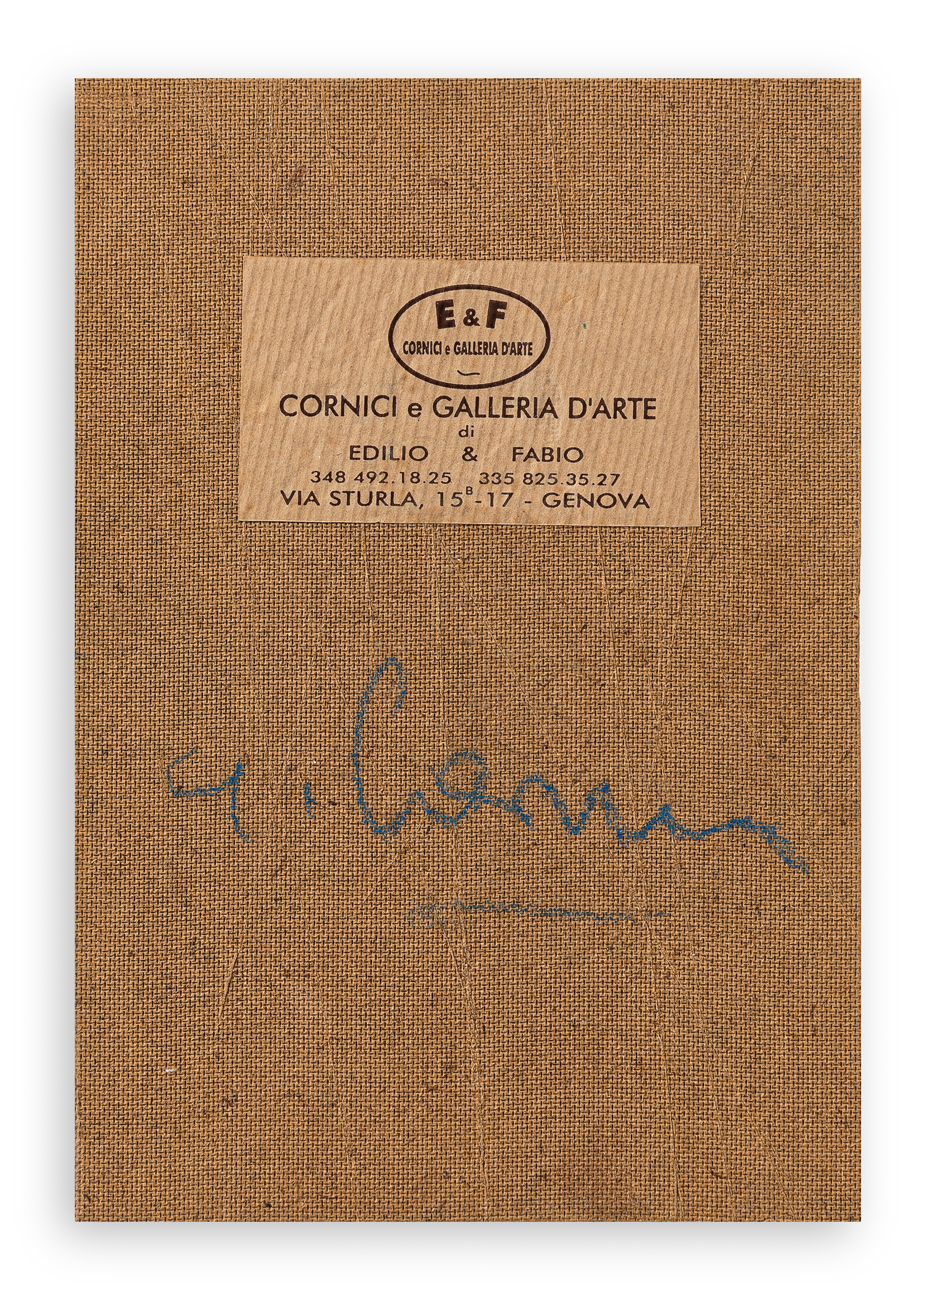 E & F
CORNICI e GALLERIA D'ARTE
CORNICI e GALLERIA D'ARTE
di
EDILIO & FABIO
348 492.18.25 335 825.35.27
VIA STURLA, 15B-17 - GENOVA